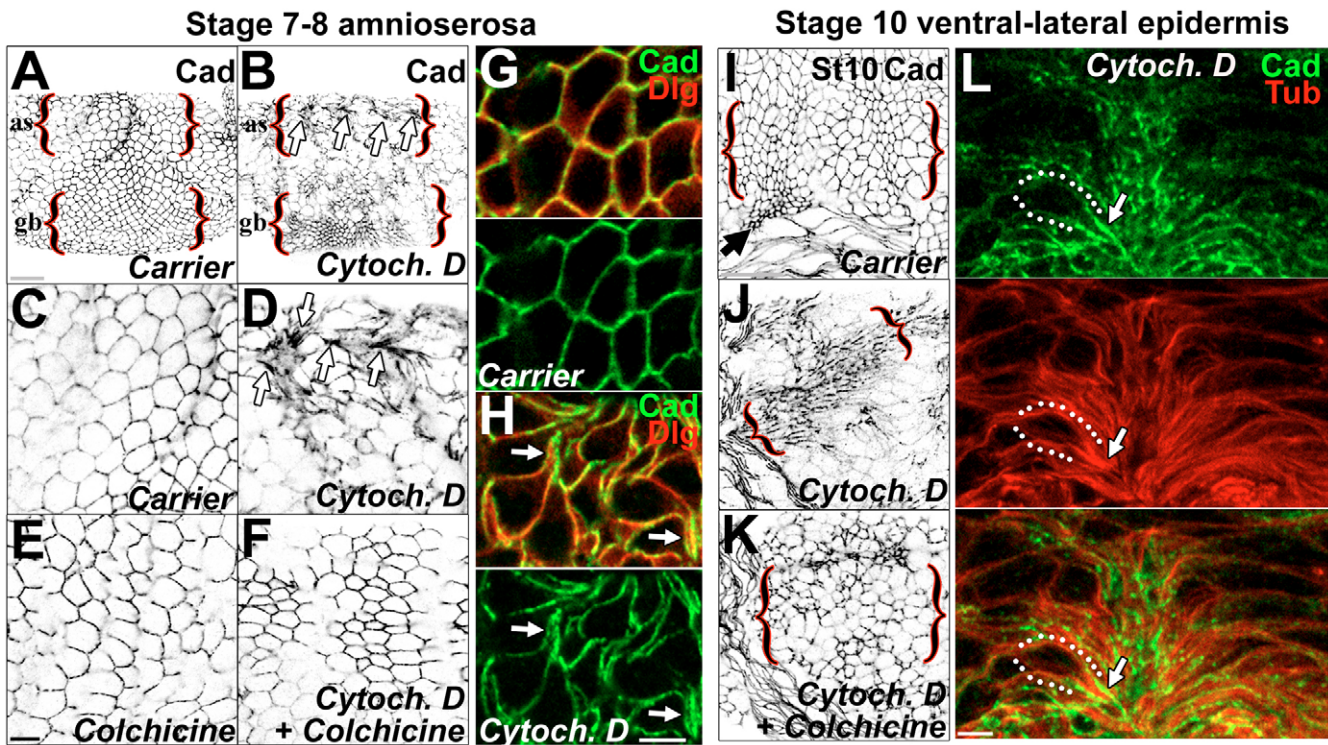 Stage 7-8 amnioserosa
Stage 10 ventral-lateral epidermis
A
Cad
as
gb
Carrier
B
Cad
as
gb
Cytoch. D
C
Carrier
D
Cytoch. D
E
Colchicine
F
Cytoch. D
+ Colchicine
G
Cad
Dlg
Carrier
H
Cad
Dlg
Cytoch. D
I
St10 Cad
Carrier
J
Cytoch. D
K
Cytoch. D
+ Colchicine
L
Cytoch. D
Cad
Tub